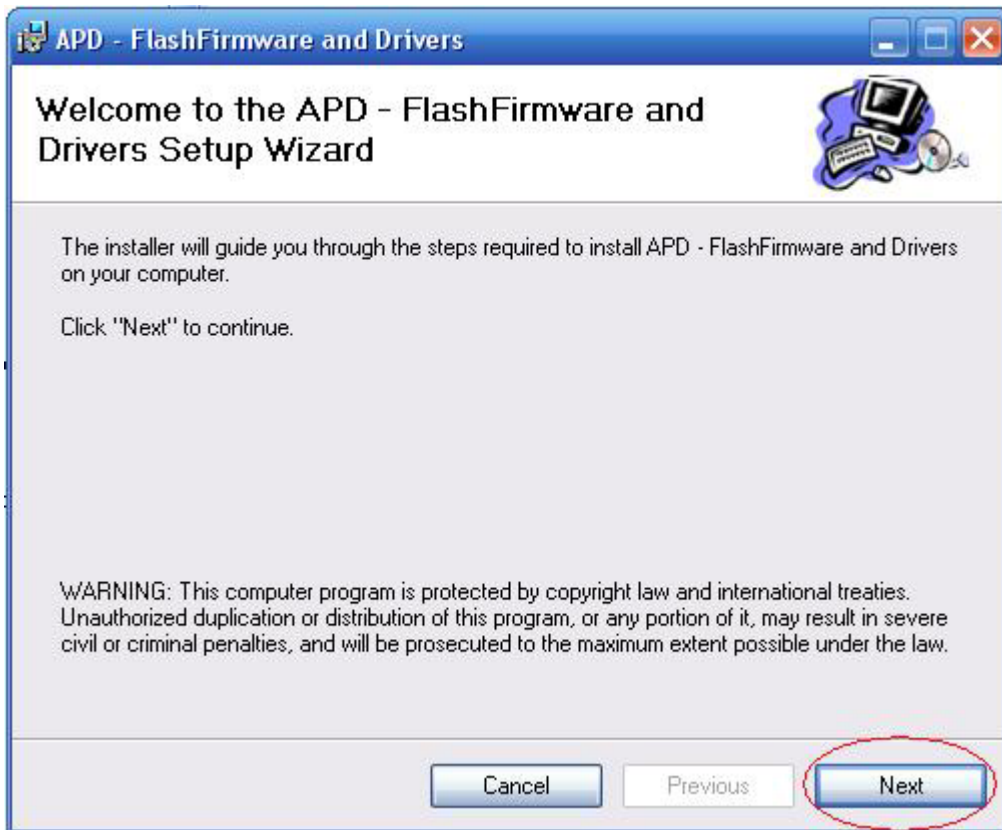 APD - FlashFirmware and Drivers
Welcome to the APD - FlashFirmware and
Drivers Setup Wizard
The installer will guide you through the steps required to install APD - FlashFirmware and Drivers
on your computer.
Click "Next" to continue.
WARNING: This computer program is protected by copyright law and international treaties.
Unauthorized duplication or distribution of this program, or any portion of it, may result in severe
civil or criminal penalties, and will be prosecuted to the maximum extent possible under the law.
Cancel
Previous
Next